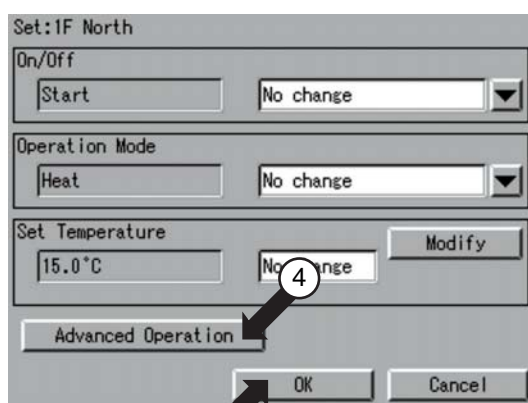 Set:1F North
On/Off
Start No change
Operation Mode
Heat No change
Set Temperature
Modify
15.0°C
4
Advanced Operation
OK Cancel